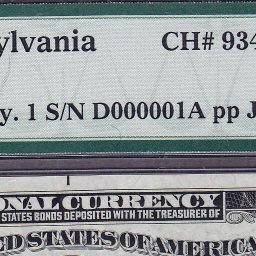 ylvania CH# 934
y. 1 S/N D000001A pp J
ONAL CURRENCY
STATES BONDS DEPOSITED WITH THE TREASURER OF
ED STATES OF AMERICA